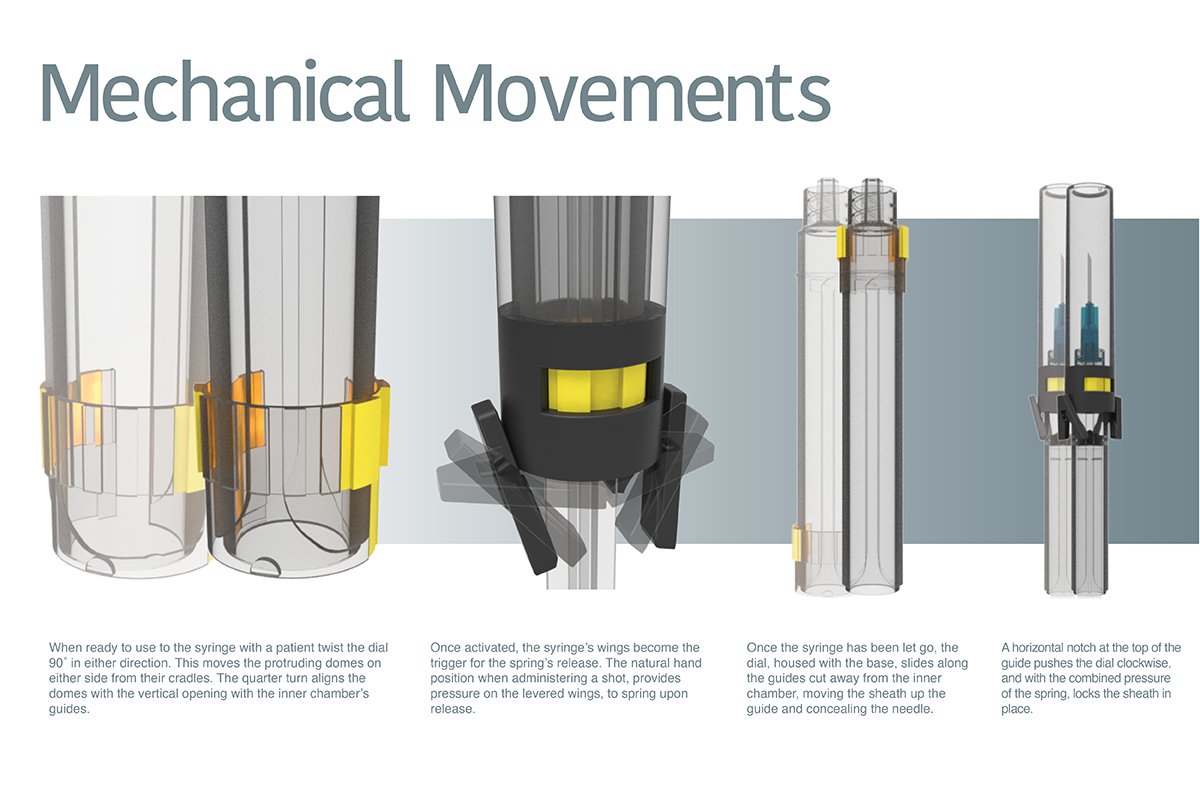 Mechanical Movements
When ready to use to the syringe with a patient twist the dial
90˚ in either direction. This moves the protruding domes on
either side from their cradles. The quarter turn aligns the
domes with the vertical opening with the inner chamber's
guides.
Once activated, the syringe's wings become the
trigger for the spring's release. The natural hand
position when administering a shot, provides
pressure on the levered wings, to spring upon
release.
Once the syringe has been let go, the
dial, housed with the base, slides along
the guides cut away from the inner
chamber, moving the sheath up the
guide and concealing the needle.
A horizontal notch at the top of the
guide pushes the dial clockwise,
and with the combined pressure
of the spring, locks the sheath in
place.